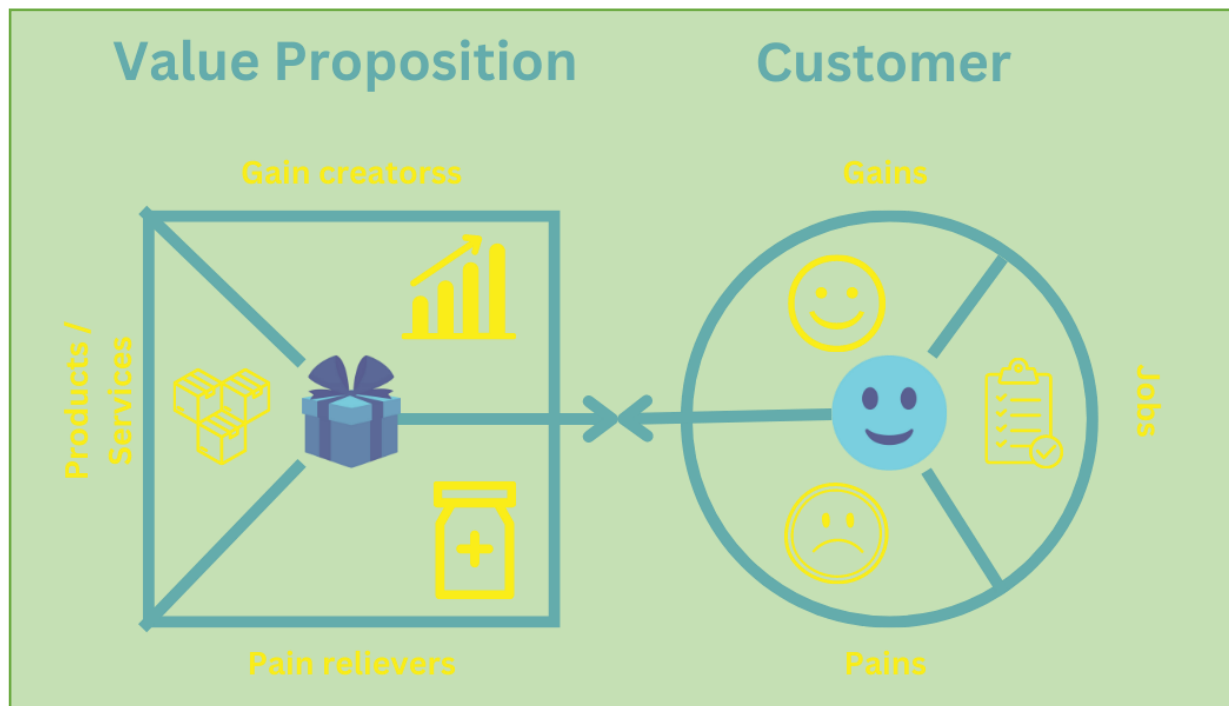 Value Proposition
Customer
Gain creatorss
Gains
Products /
Services
Jobs
Pain relievers
Pains